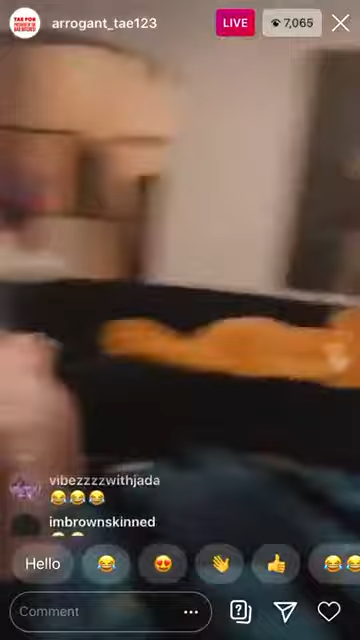 arrogant_tae123
LIVE
7,065
vibezzzzwithjada
😂😂😂
imbrownskinned
Hello
Comment